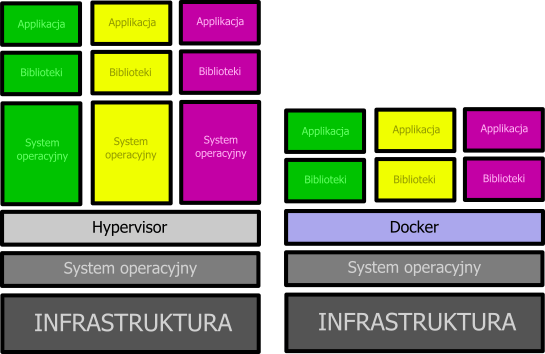 Applikacja
Applikacja
Applikacja
Biblioteki
Biblioteki
Biblioteki
System
operacyjny
System
operacyjny
System
operacyjny
Hypervisor
System operacyjny
INFRASTRUKTURA
Applikacja
Applikacja
Applikacja
Biblioteki
Biblioteki
Biblioteki
Docker
System operacyjny
INFRASTRUKTURA